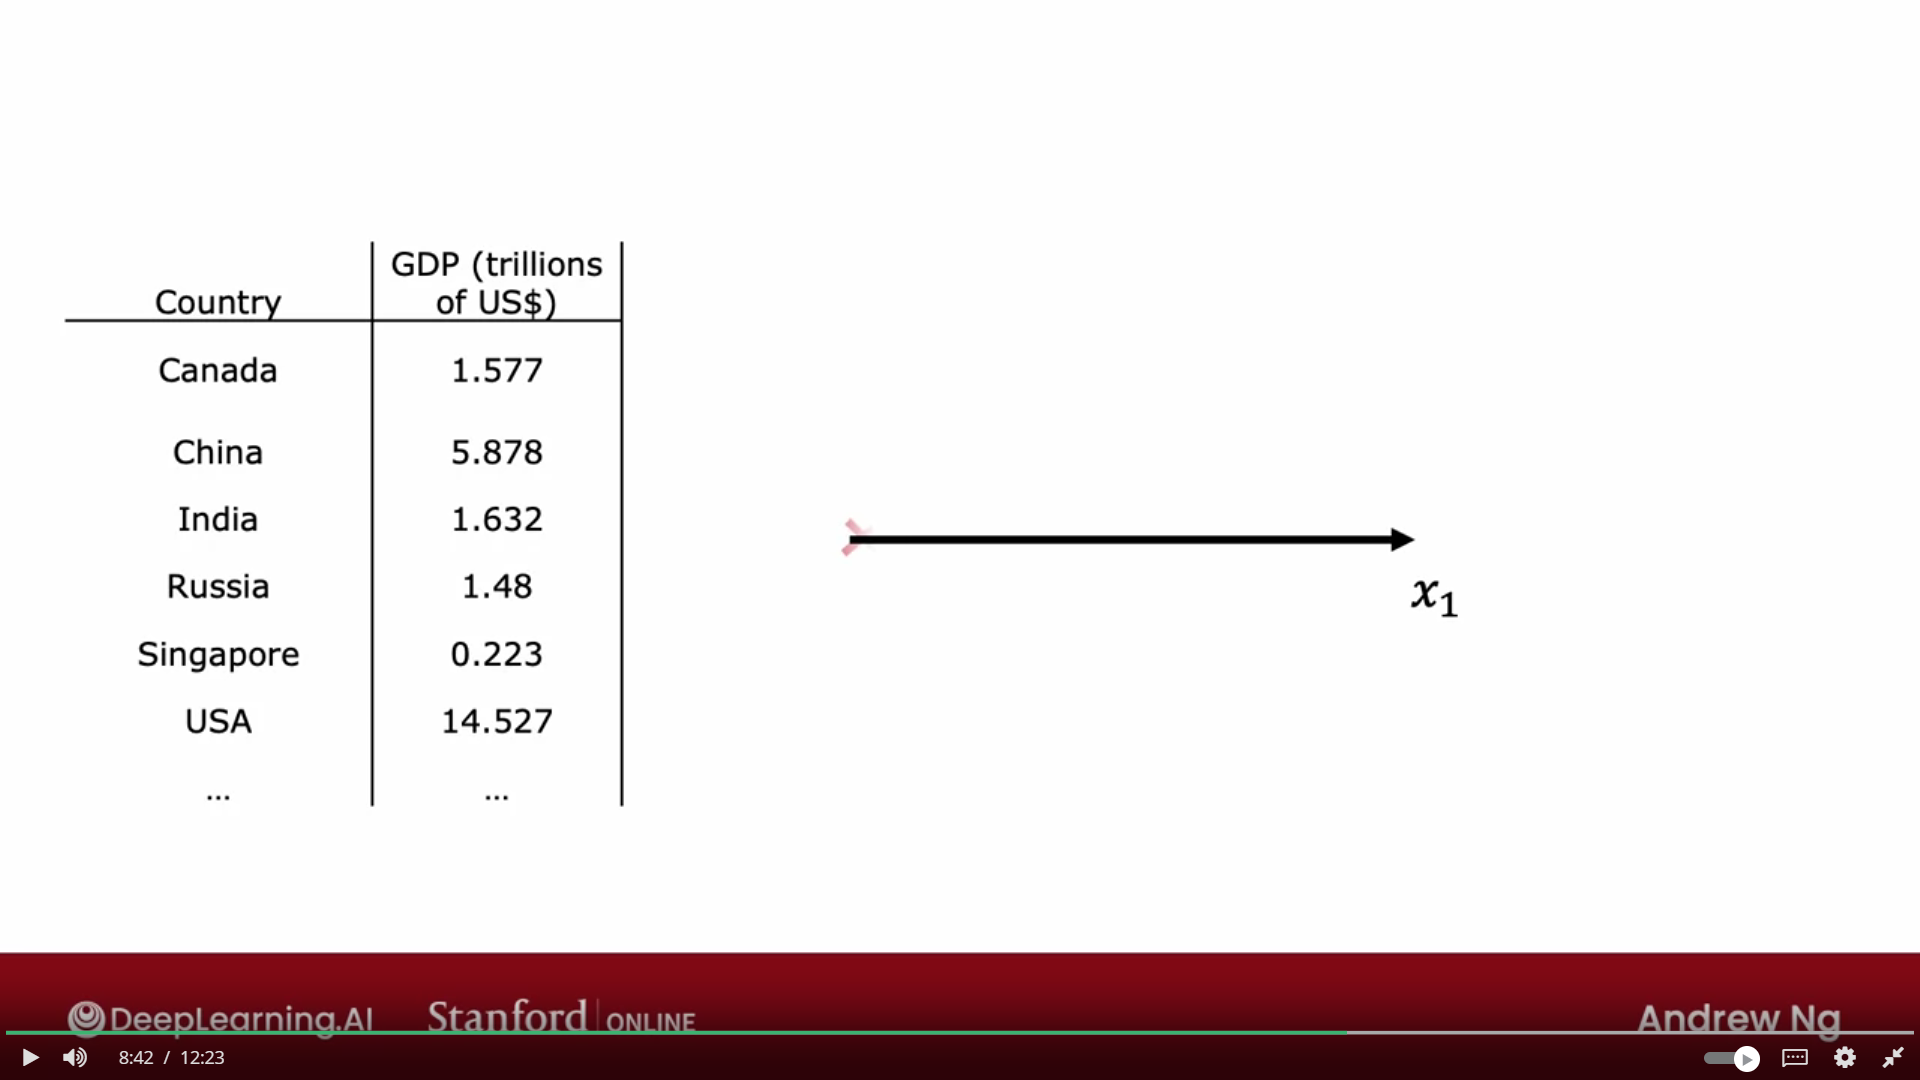 Country | GDP (trillions of US$)
Canada 1.577
China 5.878
India 1.632
Russia 1.48
Singapore 0.223
USA 14.527
... ...
x₁
DeepLearning.AI Stanford | ONLINE Andrew Ng
8:42 / 12:23